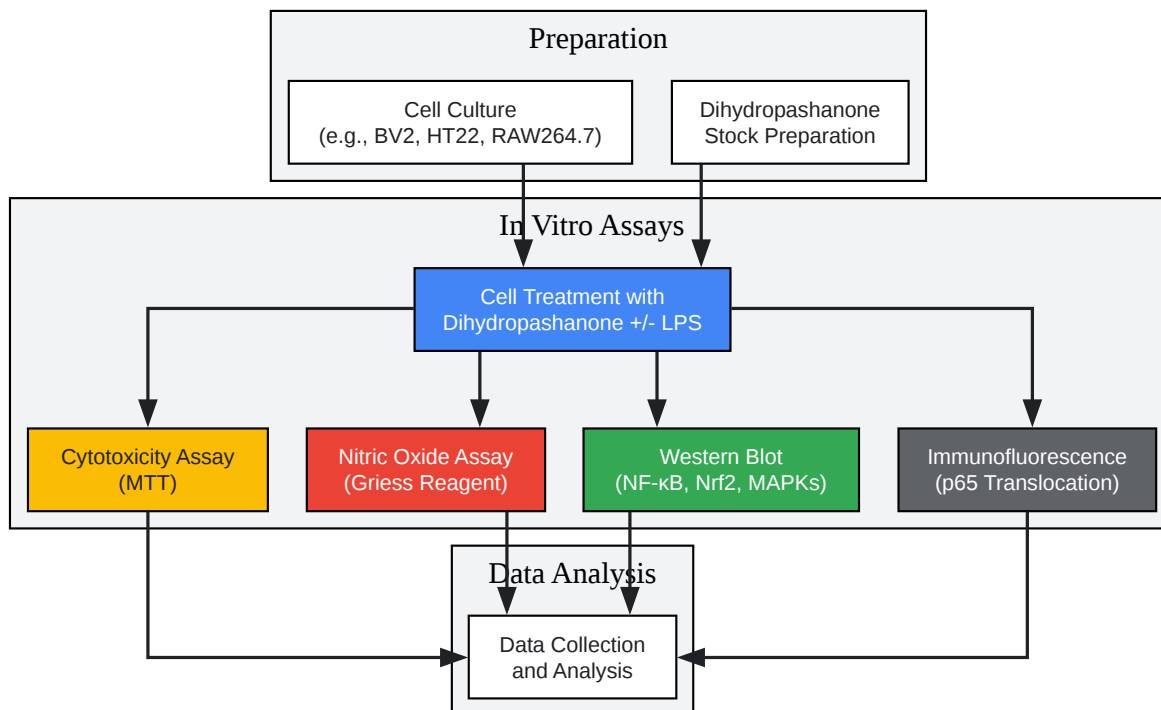 Preparation
Cell Culture
(e.g., BV2, HT22, RAW264.7)
Dihydropashanone
Stock Preparation
In Vitro Assays
Cell Treatment with
Dihydropashanone +/- LPS
Cytotoxicity Assay
(MTT)
Nitric Oxide Assay
(Griess Reagent)
Western Blot
(NF-κB, Nrf2, MAPKs)
Immunofluorescence
(p65 Translocation)
Data Analysis
Data Collection
and Analysis